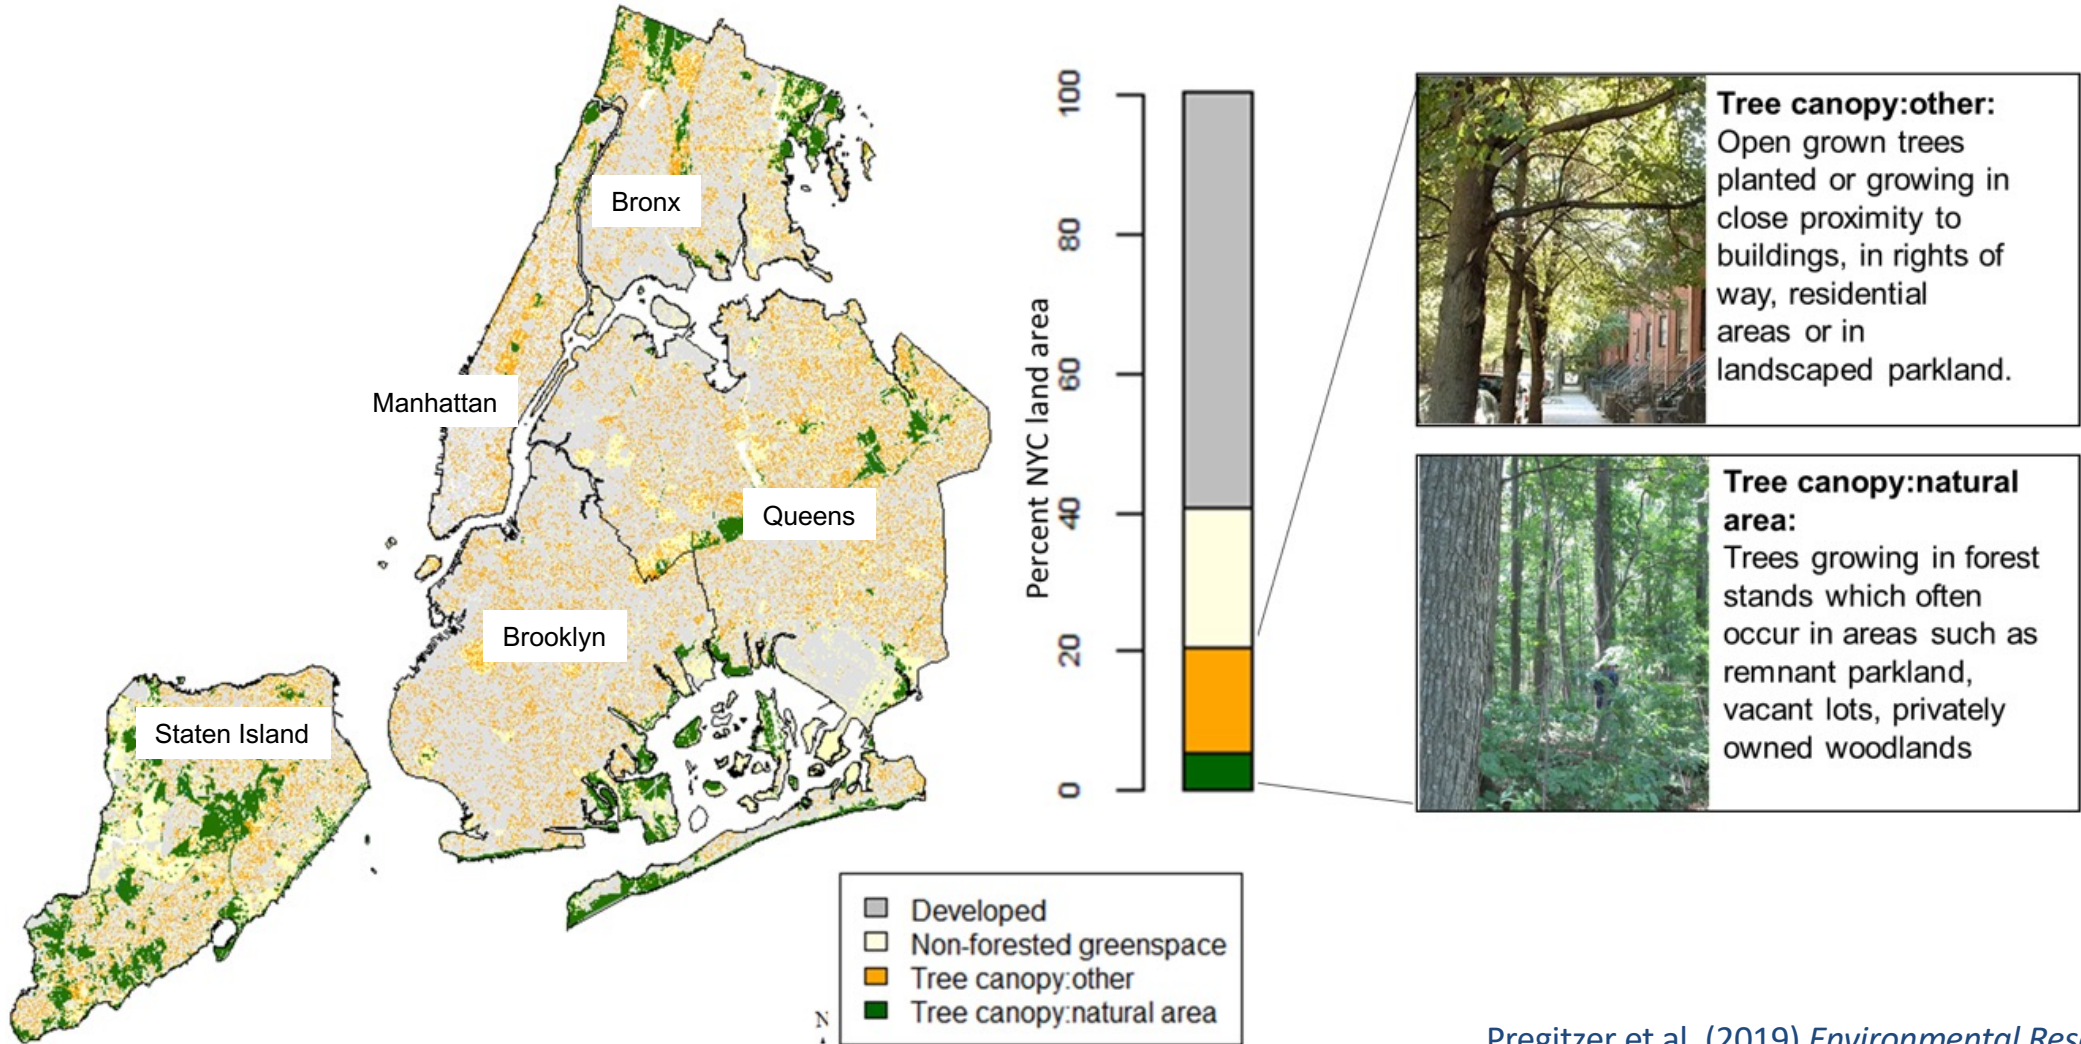 Bronx
Manhattan
Queens
Brooklyn
Staten Island
Percent NYC land area
100
80
60
40
20
0
Tree canopy:other:
Open grown trees
planted or growing in
close proximity to
buildings, in rights of
way, residential
areas or in
landscaped parkland.
Tree canopy:natural
area:
Trees growing in forest
stands which often
occur in areas such as
remnant parkland,
vacant lots, privately
owned woodlands
Developed
Non-forested greenspace
Tree canopy:other
Tree canopy:natural area
N
Pregitzer et al. (2019) Environmental Rese